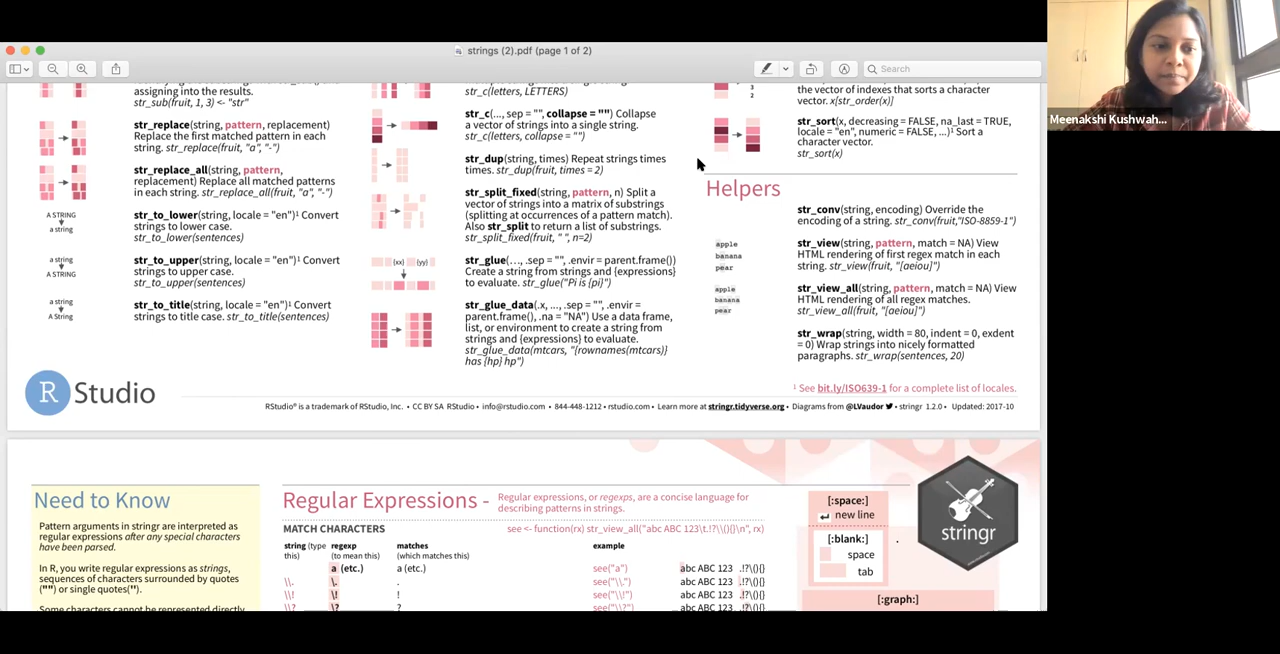 strings (2).pdf (page 1 of 2)
Search
Meenakshi Kushwah...
assigning into the results.
str_sub(fruit, 1, 3) <- "str"
str_replace(string, pattern, replacement)
Replace the first matched pattern in each
string. str_replace(fruit, "a", "-")
str_replace_all(string, pattern,
replacement) Replace all matched patterns
in each string. str_replace_all(fruit, "a", "-")
A STRING
a string
str_to_lower(string, locale = "en")¹ Convert
strings to lower case.
str_to_lower(sentences)
a string
A STRING
str_to_upper(string, locale = "en")¹ Convert
strings to upper case.
str_to_upper(sentences)
a string
A String
str_to_title(string, locale = "en")¹ Convert
strings to title case. str_to_title(sentences)
str_c(letters, LETTERS)
str_c(..., sep = "", collapse = "") Collapse
a vector of strings into a single string.
str_c(letters, collapse = "")
str_dup(string, times) Repeat strings times
times. str_dup(fruit, times = 2)
str_split_fixed(string, pattern, n) Split a
vector of strings into a matrix of substrings
(splitting at occurrences of a pattern match).
Also str_split to return a list of substrings.
str_split_fixed(fruit, " ", n=2)
{xx} {yy}
str_glue(…, .sep = "", .envir = parent.frame())
Create a string from strings and {expressions}
to evaluate. str_glue("Pi is {pi}")
str_glue_data(.x, ..., .sep = "", .envir =
parent.frame(), .na = "NA") Use a data frame,
list, or environment to create a string from
strings and {expressions} to evaluate.
str_glue_data(mtcars, "{rownames(mtcars)}
has {hp} hp")
3
2
the vector of indexes that sorts a character
vector. x[str_order(x)]
str_sort(x, decreasing = FALSE, na_last = TRUE,
locale = "en", numeric = FALSE, ...)¹ Sort a
character vector.
str_sort(x)
Helpers
str_conv(string, encoding) Override the
encoding of a string. str_conv(fruit,"ISO-8859-1")
apple
banana
pear
str_view(string, pattern, match = NA) View
HTML rendering of first regex match in each
string. str_view(fruit, "[aeiou]")
apple
banana
pear
str_view_all(string, pattern, match = NA) View
HTML rendering of all regex matches.
str_view_all(fruit, "[aeiou]")
str_wrap(string, width = 80, indent = 0, exdent
= 0) Wrap strings into nicely formatted
paragraphs. str_wrap(sentences, 20)
R Studio
¹ See bit.ly/ISO639-1 for a complete list of locales.
RStudio® is a trademark of RStudio, Inc. • CC BY SA RStudio • info@rstudio.com • 844-448-1212 • rstudio.com • Learn more at stringr.tidyverse.org • Diagrams from @LVaudor • stringr 1.2.0 • Updated: 2017-10
Need to Know
Pattern arguments in stringr are interpreted as
regular expressions after any special characters
have been parsed.
In R, you write regular expressions as strings,
sequences of characters surrounded by quotes
("") or single quotes('').
Some characters cannot be represented directly
Regular Expressions -
Regular expressions, or regexps, are a concise language for
describing patterns in strings.
MATCH CHARACTERS
see <- function(rx) str_view_all("abc ABC 123\t.!?\\(){}\n", rx)
string (type regexp matches example
this) (to mean this) (which matches this)
a (etc.) a (etc.) see("a") abc ABC 123 .!?\(){}
\\. \. . see("\\.") abc ABC 123 .!?\(){}
\\! \! ! see("\\!") abc ABC 123 .!?\(){}
\\? \? ? see("\\?") abc ABC 123 .!?\(){}
[:space:]
new line
[:blank:]
space
tab
[:graph:]
.
stringr